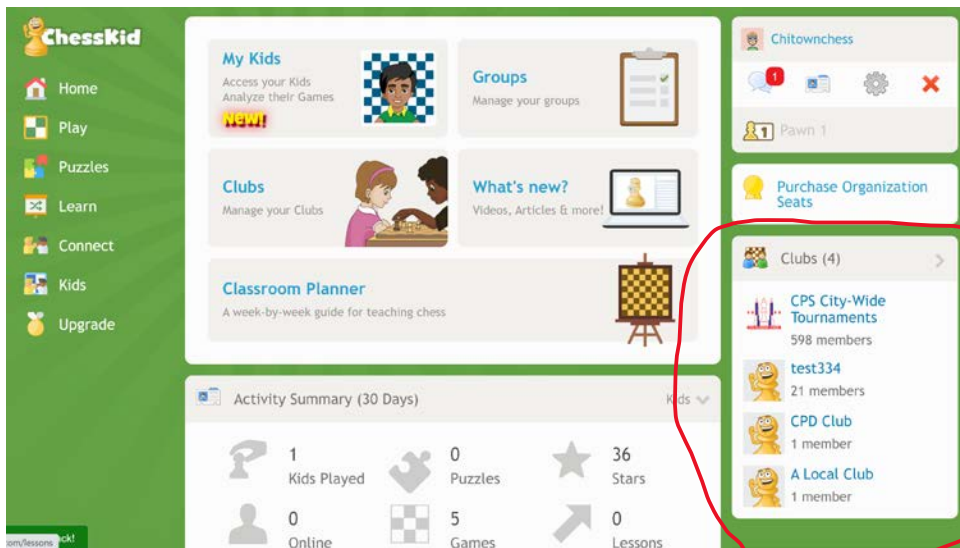 ChessKid
Home
Play
Puzzles
Learn
Connect
Kids
Upgrade
com/lessons
ck!
My Kids
Access your Kids
Analyze their Games
New!
Groups
Manage your groups
Clubs
Manage your Clubs
What's new?
Videos, Articles & more!
Classroom Planner
A week-by-week guide for teaching chess
Activity Summary (30 Days)
Kids
1
Kids Played
0
Puzzles
36
Stars
0
Online
5
Games
0
Lessons
Chitownchess
1
1
Pawn 1
Purchase Organization
Seats
Clubs (4)
CPS City-Wide
Tournaments
598 members
test334
21 members
CPD Club
1 member
A Local Club
1 member